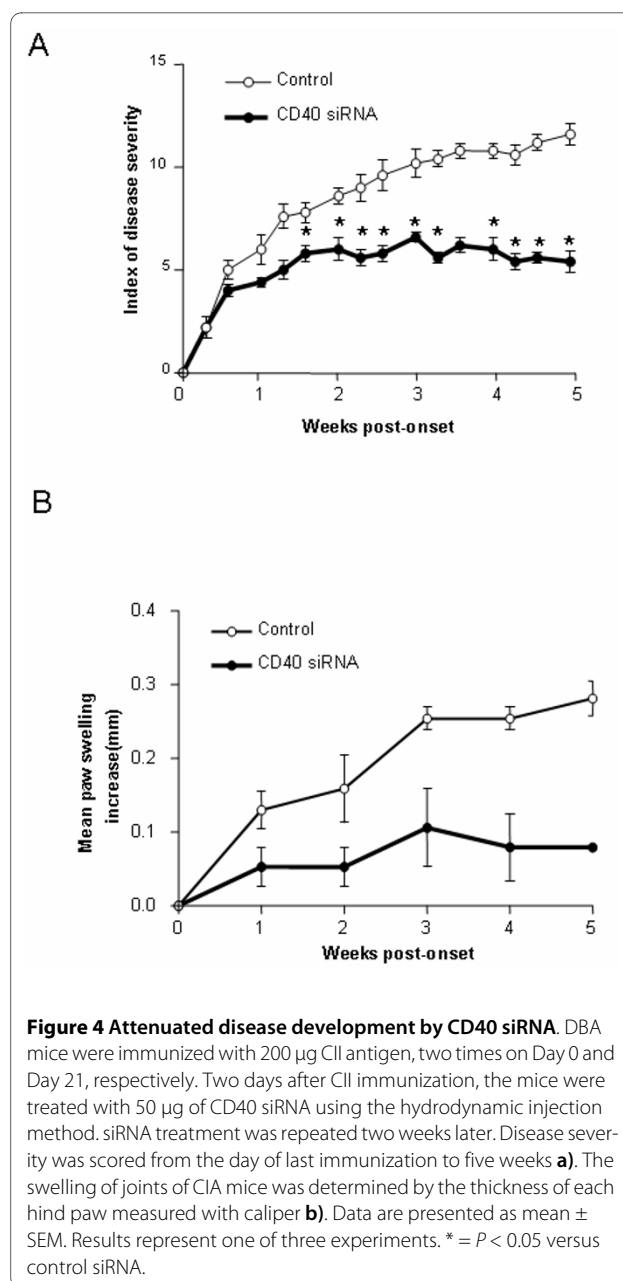 A
15
Control
CD40 siRNA
10
Index of disease severity
* * * * * * * * * *
5
0
0 1 2 3 4 5
Weeks post-onset
B
0.4
Control
CD40 siRNA
0.3
0.2
Mean paw swelling
increase(mm)
0.1
0.0
0 1 2 3 4 5
Weeks post-onset
Figure 4 Attenuated disease development by CD40 siRNA. DBA
mice were immunized with 200 μg CII antigen, two times on Day 0 and
Day 21, respectively. Two days after CII immunization, the mice were
treated with 50 μg of CD40 siRNA using the hydrodynamic injection
method. siRNA treatment was repeated two weeks later. Disease sever-
ity was scored from the day of last immunization to five weeks a). The
swelling of joints of CIA mice was determined by the thickness of each
hind paw measured with caliper b). Data are presented as mean ±
SEM. Results represent one of three experiments. * = P < 0.05 versus
control siRNA.